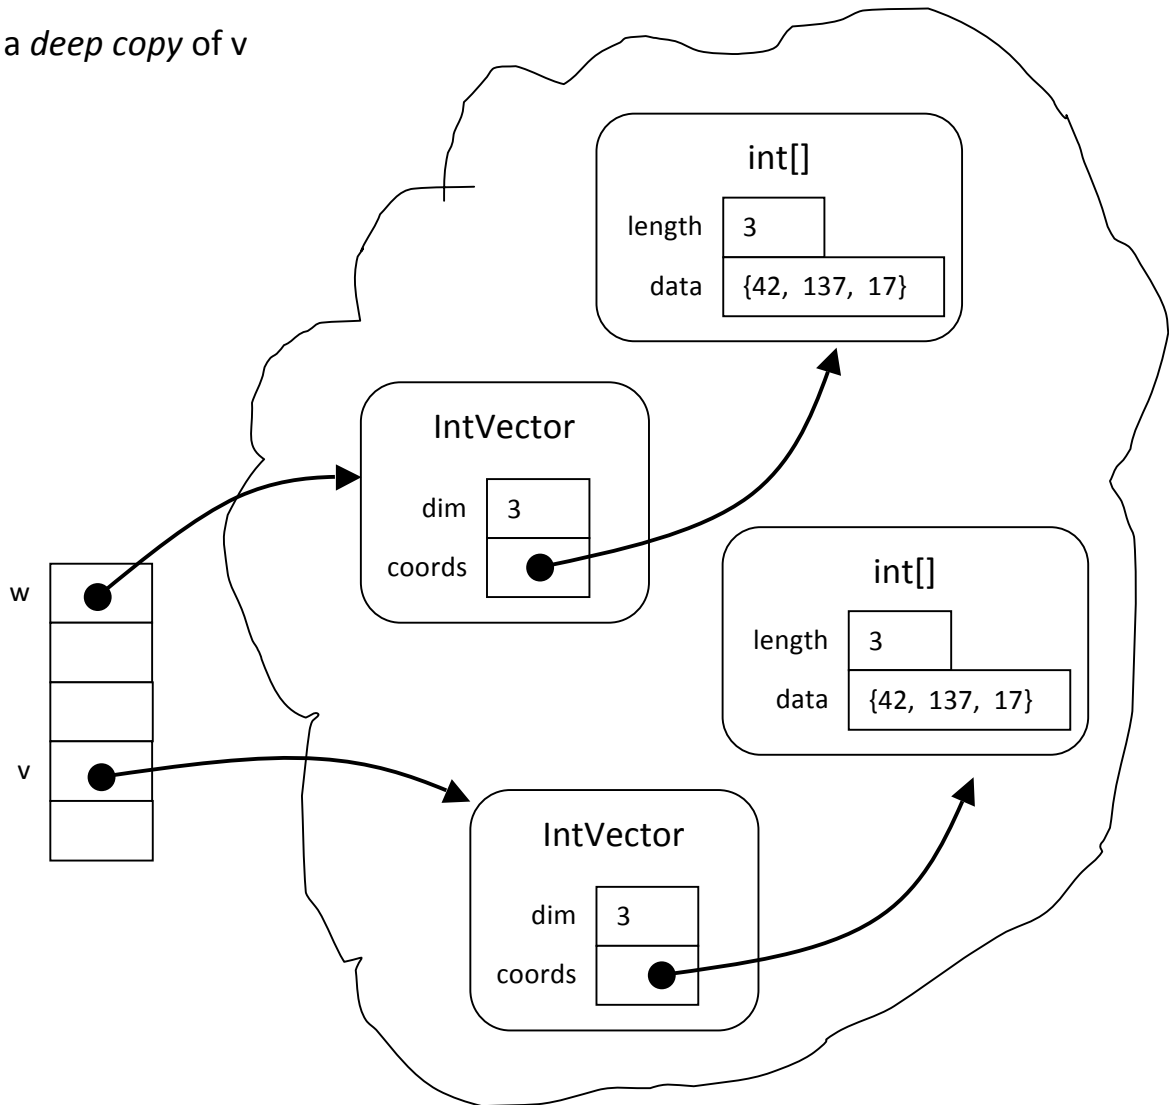 a deep copy of v
int[]
length 3
data {42, 137, 17}
IntVector
dim 3
coords
int[]
length 3
data {42, 137, 17}
w
v
IntVector
dim 3
coords